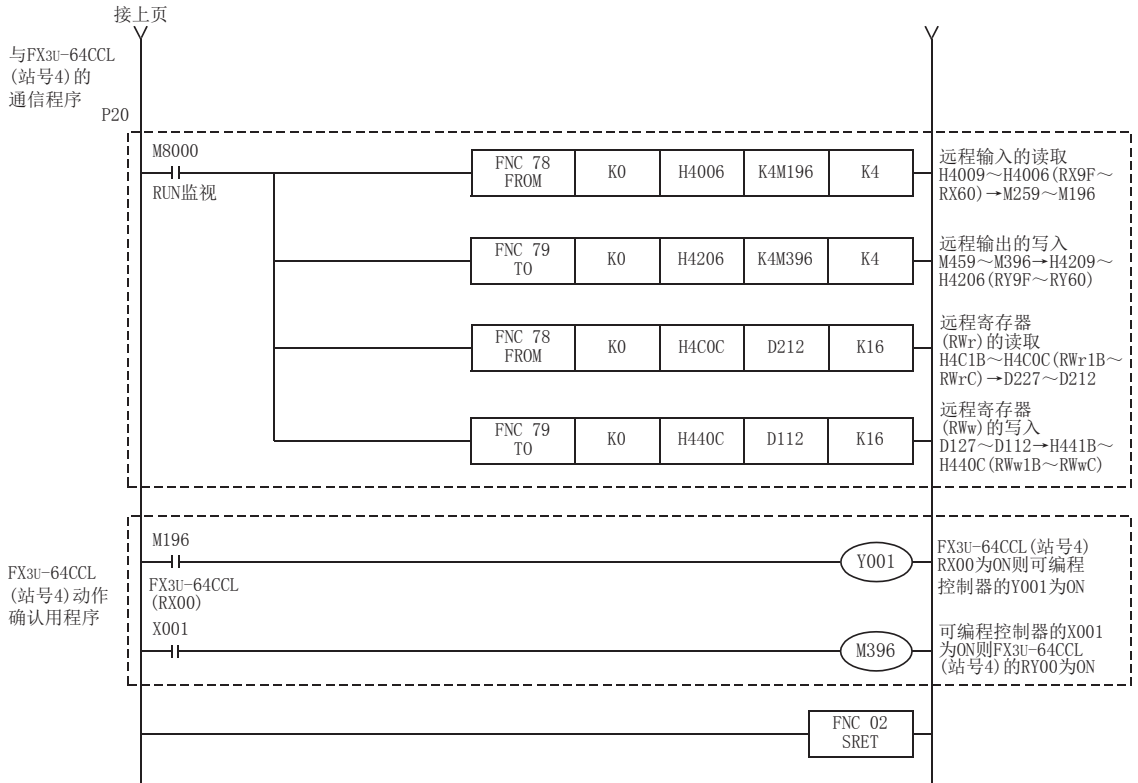 接上页
与FX3U-64CCL
(站号4)的
通信程序
P20
M8000
RUN监视
FNC 78
FROM
K0
H4006
K4M196
K4
远程输入的读取
H4009～H4006(RX9F～
RX60)→M259～M196
FNC 79
TO
K0
H4206
K4M396
K4
远程输出的写入
M459～M396→H4209～
H4206(RY9F～RY60)
FNC 78
FROM
K0
H4C0C
D212
K16
远程寄存器
(RWr)的读取
H4C1B～H4C0C(RWr1B～
RWrC)→D227～D212
FNC 79
TO
K0
H440C
D112
K16
远程寄存器
(RWw)的写入
D127～D112→H441B～
H440C(RWw1B～RWwC)
FX3U-64CCL
(站号4)动作
确认用程序
M196
FX3U-64CCL
(RX00)
Y001
FX3U-64CCL(站号4)
RX00为ON则可编程
控制器的Y001为ON
X001
M396
可编程控制器的X001
为ON则FX3U-64CCL
(站号4)的RY00为ON
FNC 02
SRET